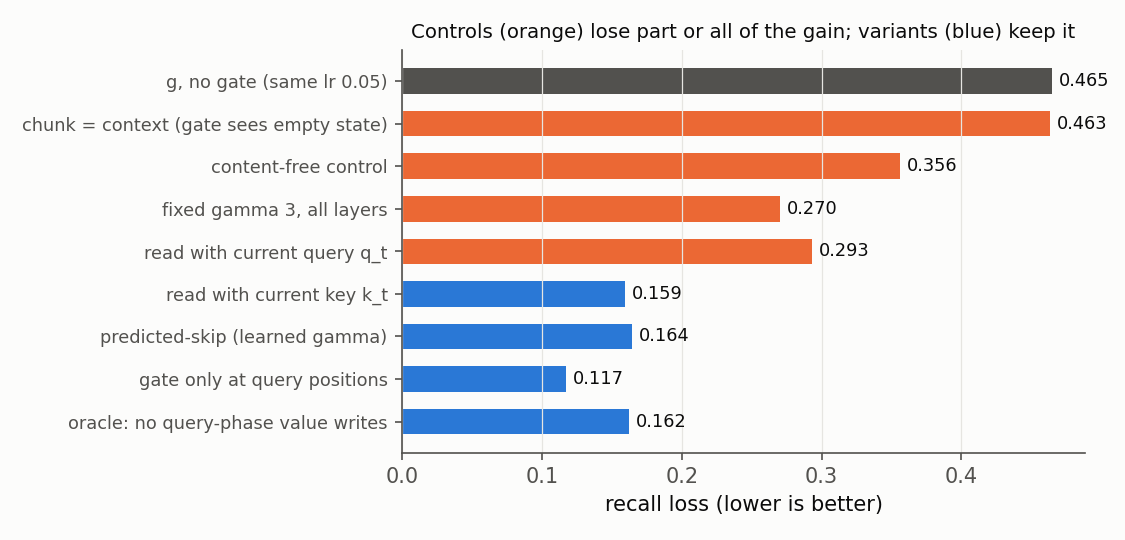 Controls (orange) lose part or all of the gain; variants (blue) keep it
g, no gate (same lr 0.05) 0.465
chunk = context (gate sees empty state) 0.463
content-free control 0.356
fixed gamma 3, all layers 0.270
read with current query q_t 0.293
read with current key k_t 0.159
predicted-skip (learned gamma) 0.164
gate only at query positions 0.117
oracle: no query-phase value writes 0.162
0.0 0.1 0.2 0.3 0.4
recall loss (lower is better)